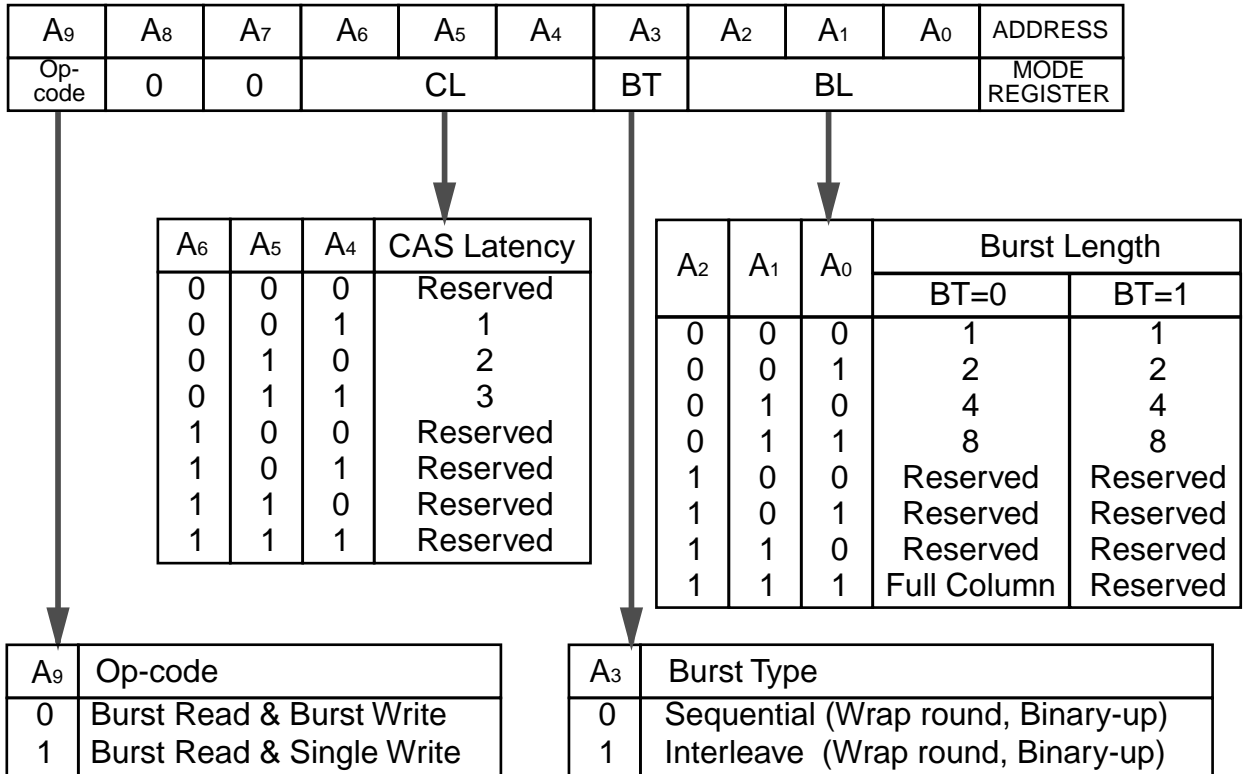 A9 A8 A7 A6 A5 A4 A3 A2 A1 A0 ADDRESS
Op-code 0 0 CL BT BL MODE REGISTER
A6 A5 A4 CAS Latency
0 0 0 Reserved
0 0 1 1
0 1 0 2
0 1 1 3
1 0 0 Reserved
1 0 1 Reserved
1 1 0 Reserved
1 1 1 Reserved
A2 A1 A0 Burst Length
BT=0 BT=1
0 0 0 1 1
0 0 1 2 2
0 1 0 4 4
0 1 1 8 8
1 0 0 Reserved Reserved
1 0 1 Reserved Reserved
1 1 0 Reserved Reserved
1 1 1 Full Column Reserved
A9 Op-code
0 Burst Read & Burst Write
1 Burst Read & Single Write
A3 Burst Type
0 Sequential (Wrap round, Binary-up)
1 Interleave (Wrap round, Binary-up)